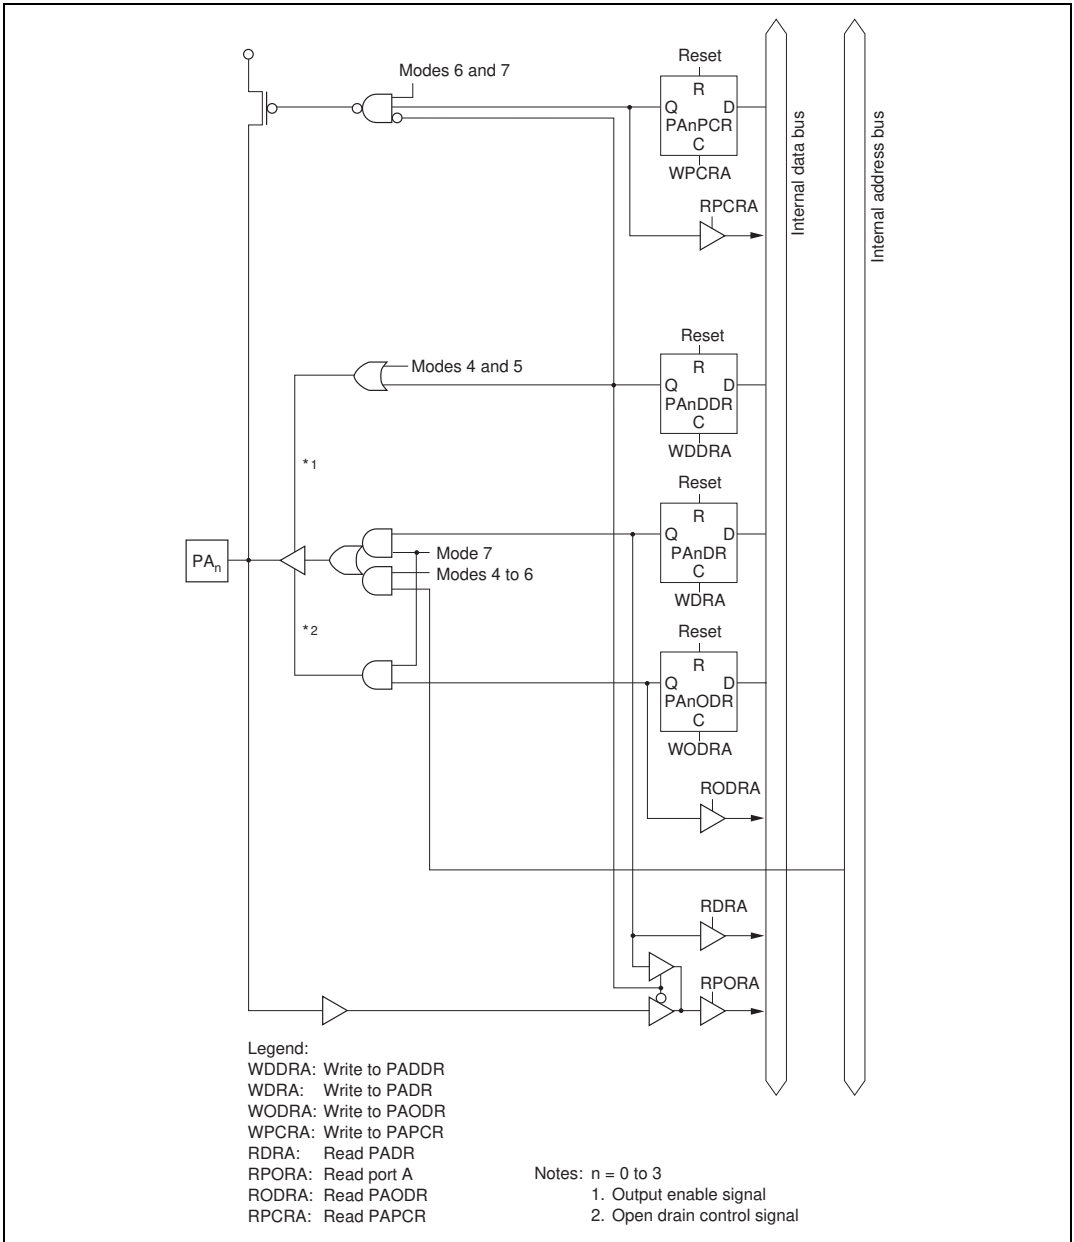 Modes 6 and 7
Reset
R
Q D
PAnPCR
C
WPCRA
RPCRA
Internal data bus
Internal address bus
Reset
Modes 4 and 5
R
Q D
PAnDDR
C
WDDRA
*1
Reset
R
Q D
PAnDR
C
WDRA
PAn
Mode 7
Modes 4 to 6
*2
Reset
R
Q D
PAnODR
C
WODRA
RODRA
RDRA
RPORA
Legend:
WDDRA: Write to PADDR
WDRA: Write to PADR
WODRA: Write to PAODR
WPCRA: Write to PAPCR
RDRA: Read PADR
RPORA: Read port A
RODRA: Read PAODR
RPCRA: Read PAPCR
Notes: n = 0 to 3
1. Output enable signal
2. Open drain control signal